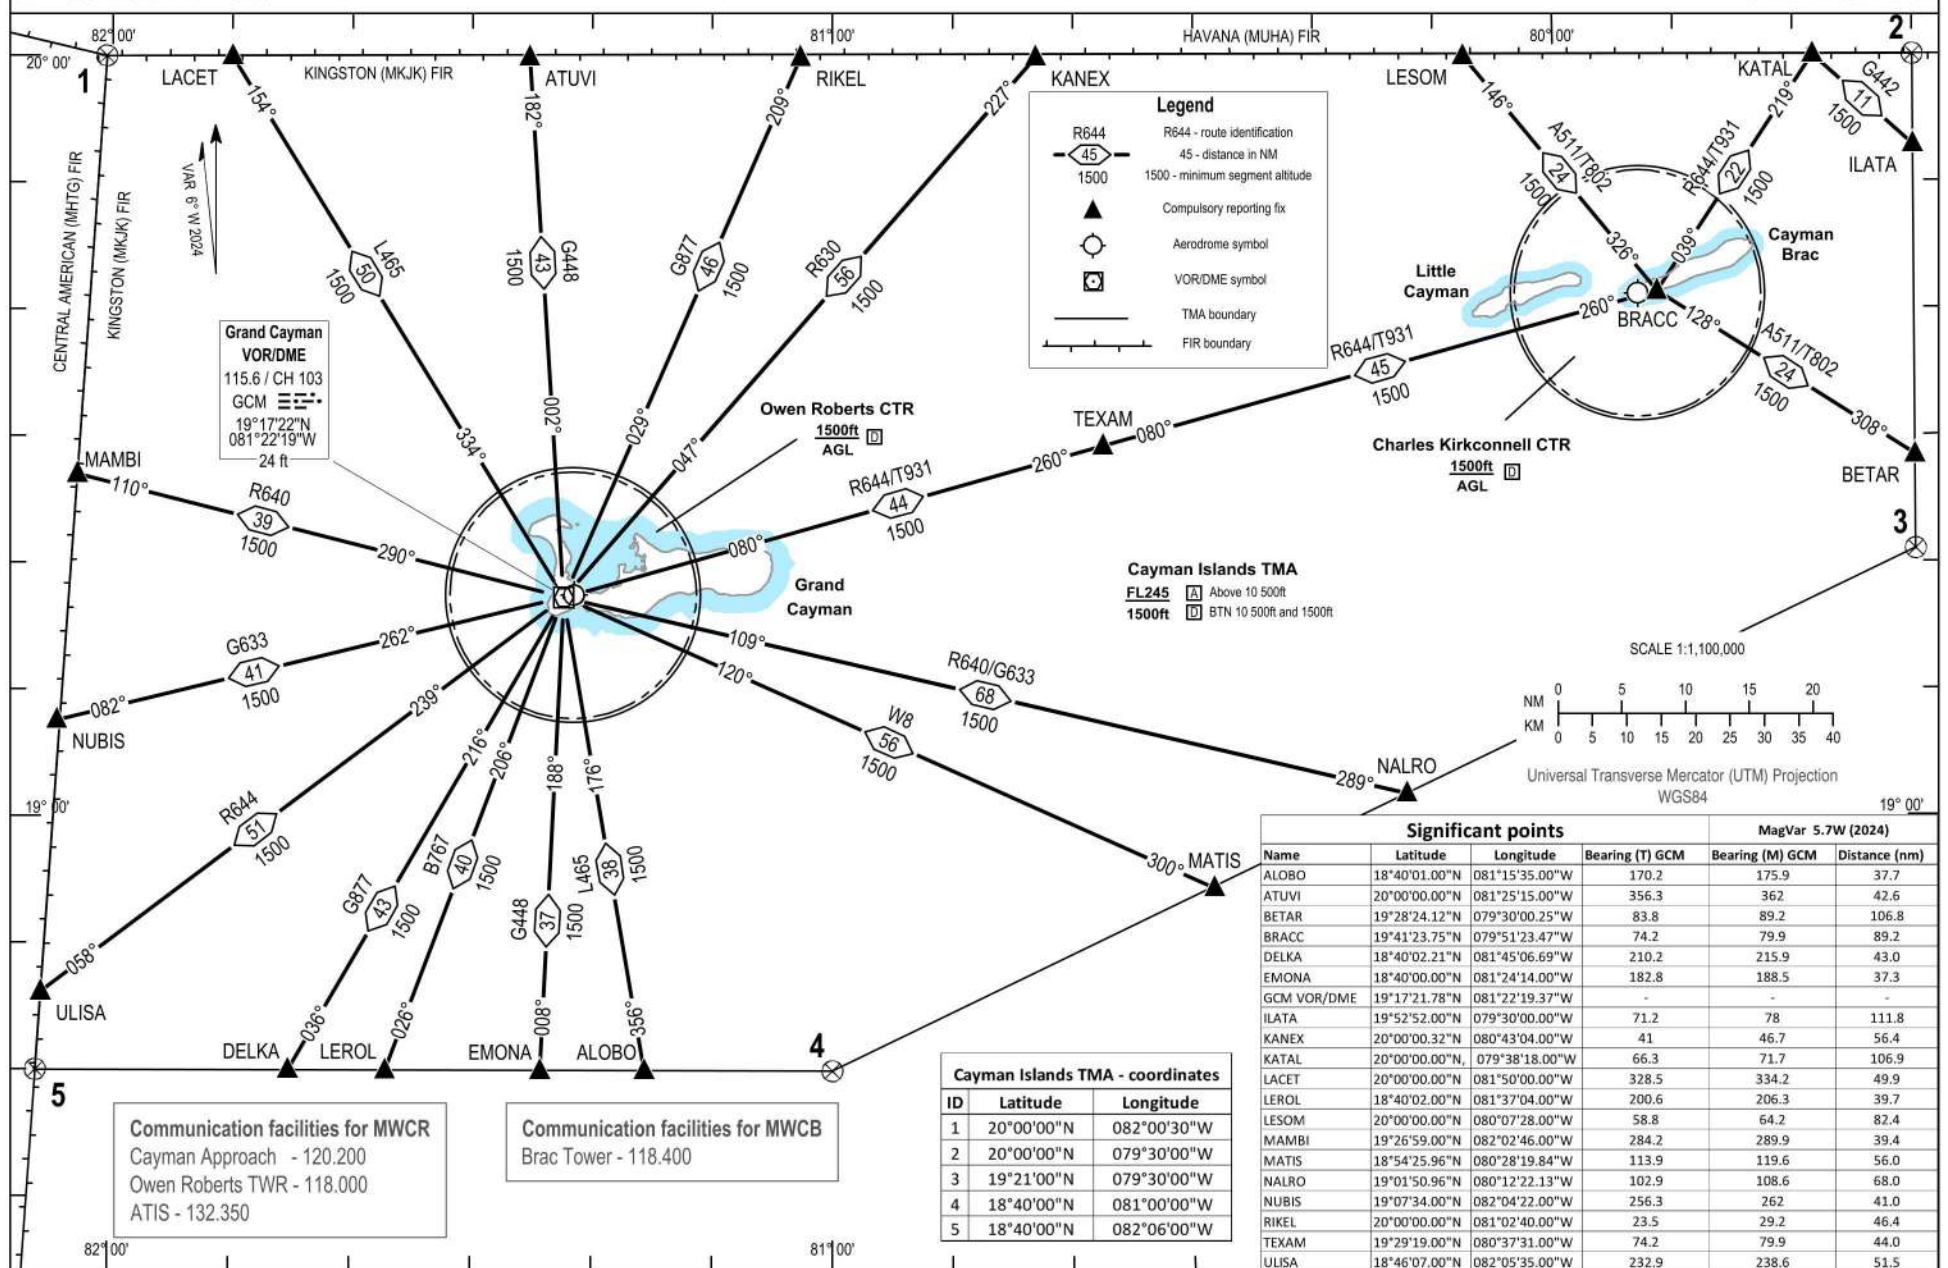 82° 00'
81° 00'
HAVANA (MUHA) FIR
80° 00'
2
20° 00'
1
LACET
KINGSTON (MKJK) FIR
ATUVI
RIKEL
KANEX
LESOM
KATAL
G442
11
1500
ILATA
154°
182°
209°
227°
146°
219°
Legend
R644
R644 - route identification
45
45 - distance in NM
1500
1500 - minimum segment altitude
Compulsory reporting fix
Aerodrome symbol
VOR/DME symbol
TMA boundary
FIR boundary
CENTRAL AMERICAN (MHTG) FIR
KINGSTON (MKJK) FIR
VAR 6° W 2024
L465
50
1500
G448
43
1500
G877
46
1500
R630
56
1500
A511/T802
24
1500
R644/T931
22
1500
326°
039°
Cayman
Brac
Little
Cayman
260°
BRACC
128°
A511/T802
24
1500
308°
BETAR
R644/T931
45
1500
Grand Cayman
VOR/DME
115.6 / CH 103
GCM
19°17'22"N
081°22'19"W
24 ft
334°
002°
029°
047°
Owen Roberts CTR
1500ft D
AGL
TEXAM
080°
260°
Charles Kirkconnell CTR
1500ft D
AGL
MAMBI
110°
R640
39
1500
290°
R644/T931
44
1500
080°
3
Grand
Cayman
Cayman Islands TMA
FL245 A Above 10 500ft
1500ft D BTN 10 500ft and 1500ft
G633
41
1500
262°
082°
NUBIS
109°
120°
R640/G633
68
1500
289°
NALRO
W8
56
1500
300°
MATIS
SCALE 1:1,100,000
NM 0 5 10 15 20
KM 0 5 10 15 20 25 30 35 40
Universal Transverse Mercator (UTM) Projection
WGS84
19° 00'
19° 00'
239°
R644
51
1500
058°
ULISA
216°
206°
188°
176°
G877
43
1500
B767
40
1500
G448
37
1500
L465
38
1500
036°
026°
008°
356°
DELKA
LEROL
EMONA
ALOBO
4
5
Significant points MagVar 5.7W (2024)
Name Latitude Longitude Bearing (T) GCM Bearing (M) GCM Distance (nm)
ALOBO 18°40'01.00"N 081°15'35.00"W 170.2 175.9 37.7
ATUVI 20°00'00.00"N 081°25'15.00"W 356.3 362 42.6
BETAR 19°28'24.12"N 079°30'00.25"W 83.8 89.2 106.8
BRACC 19°41'23.75"N 079°51'23.47"W 74.2 79.9 89.2
DELKA 18°40'02.21"N 081°45'06.69"W 210.2 215.9 43.0
EMONA 18°40'00.00"N 081°24'14.00"W 182.8 188.5 37.3
GCM VOR/DME 19°17'21.78"N 081°22'19.37"W - - -
ILATA 19°52'52.00"N 079°30'00.00"W 71.2 78 111.8
KANEX 20°00'00.32"N 080°43'04.00"W 41 46.7 56.4
KATAL 20°00'00.00"N, 079°38'18.00"W 66.3 71.7 106.9
LACET 20°00'00.00"N 081°50'00.00"W 328.5 334.2 49.9
LEROL 18°40'02.00"N 081°37'04.00"W 200.6 206.3 39.7
LESOM 20°00'00.00"N 080°07'28.00"W 58.8 64.2 82.4
MAMBI 19°26'59.00"N 082°02'46.00"W 284.2 289.9 39.4
MATIS 18°54'25.96"N 080°28'19.84"W 113.9 119.6 56.0
NALRO 19°01'50.96"N 080°12'22.13"W 102.9 108.6 68.0
NUBIS 19°07'34.00"N 082°04'22.00"W 256.3 262 41.0
RIKEL 20°00'00.00"N 081°02'40.00"W 23.5 29.2 46.4
TEXAM 19°29'19.00"N 080°37'31.00"W 74.2 79.9 44.0
ULISA 18°46'07.00"N 082°05'35.00"W 232.9 238.6 51.5
Cayman Islands TMA - coordinates
ID Latitude Longitude
1 20°00'00"N 082°00'30"W
2 20°00'00"N 079°30'00"W
3 19°21'00"N 079°30'00"W
4 18°40'00"N 081°00'00"W
5 18°40'00"N 082°06'00"W
Communication facilities for MWCR
Cayman Approach - 120.200
Owen Roberts TWR - 118.000
ATIS - 132.350
Communication facilities for MWCB
Brac Tower - 118.400
82° 00'
81° 00'